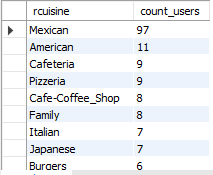 rcuisine count_users
Mexican 97
American 11
Cafeteria 9
Pizzeria 9
Cafe-Coffee_Shop 8
Family 8
Italian 7
Japanese 7
Burgers 6